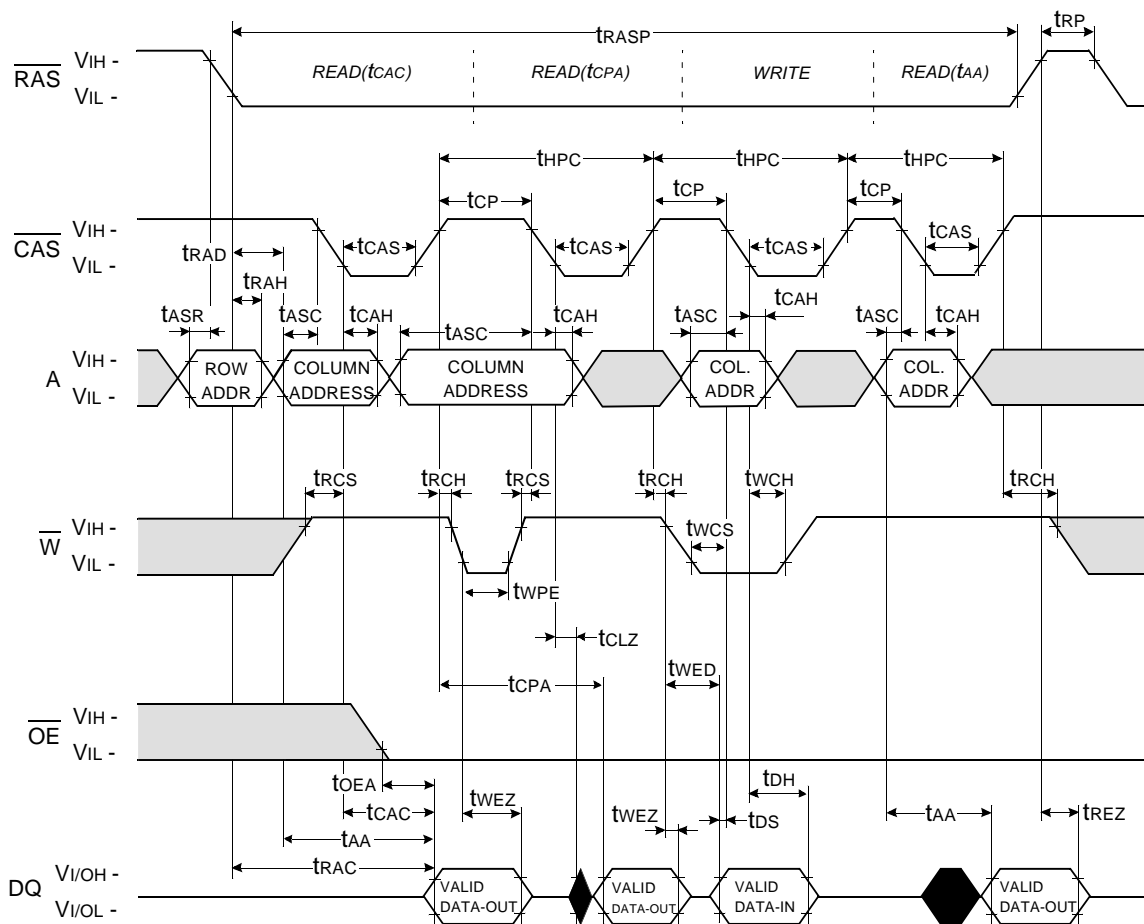 tRASP
tRP
RAS
VIH -
VIL -
READ(tCAC)
READ(tCPA)
WRITE
READ(tAA)
tHPC
tHPC
tHPC
tCP
tCP
tCP
CAS
VIH -
VIL -
tCAS
tCAS
tCAS
tCAS
tRAD
tRAH
tASR
tASC
tCAH
tASC
tCAH
tASC
tCAH
tASC
tCAH
A
VIH -
VIL -
ROW
ADDR
COLUMN
ADDRESS
COLUMN
ADDRESS
COL.
ADDR
COL.
ADDR
tRCS
tRCH
tRCS
tRCH
tWCH
tRCH
W
VIH -
VIL -
tWCS
tWPE
tCLZ
tCPA
tWED
OE
VIH -
VIL -
tOEA
tCAC
tAA
tRAC
tWEZ
tWEZ
tDH
tDS
tAA
tREZ
DQ
VI/OH -
VI/OL -
VALID
DATA-OUT
VALID
DATA-OUT
VALID
DATA-IN
VALID
DATA-OUT